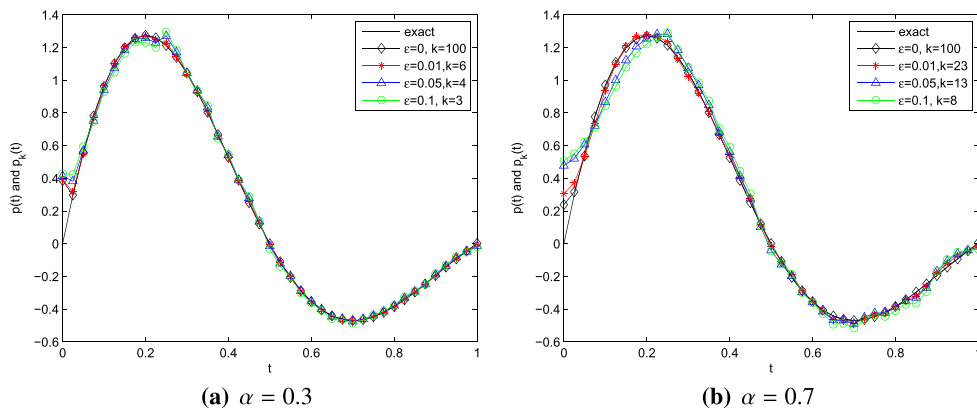 exact
ε=0, k=100
ε=0.01,k=6
ε=0.05,k=4
ε=0.1, k=3
1.4
1.2
1
0.8
0.6
0.4
0.2
0
−0.2
−0.4
−0.6
p(t) and p_k(t)
0 0.2 0.4 0.6 0.8 1
t
(a) α = 0.3
exact
ε=0, k=100
ε=0.01,k=23
ε=0.05,k=13
ε=0.1, k=8
1.4
1.2
1
0.8
0.6
0.4
0.2
0
−0.2
−0.4
−0.6
p(t) and p_k(t)
0 0.2 0.4 0.6 0.8 1
t
(b) α = 0.7